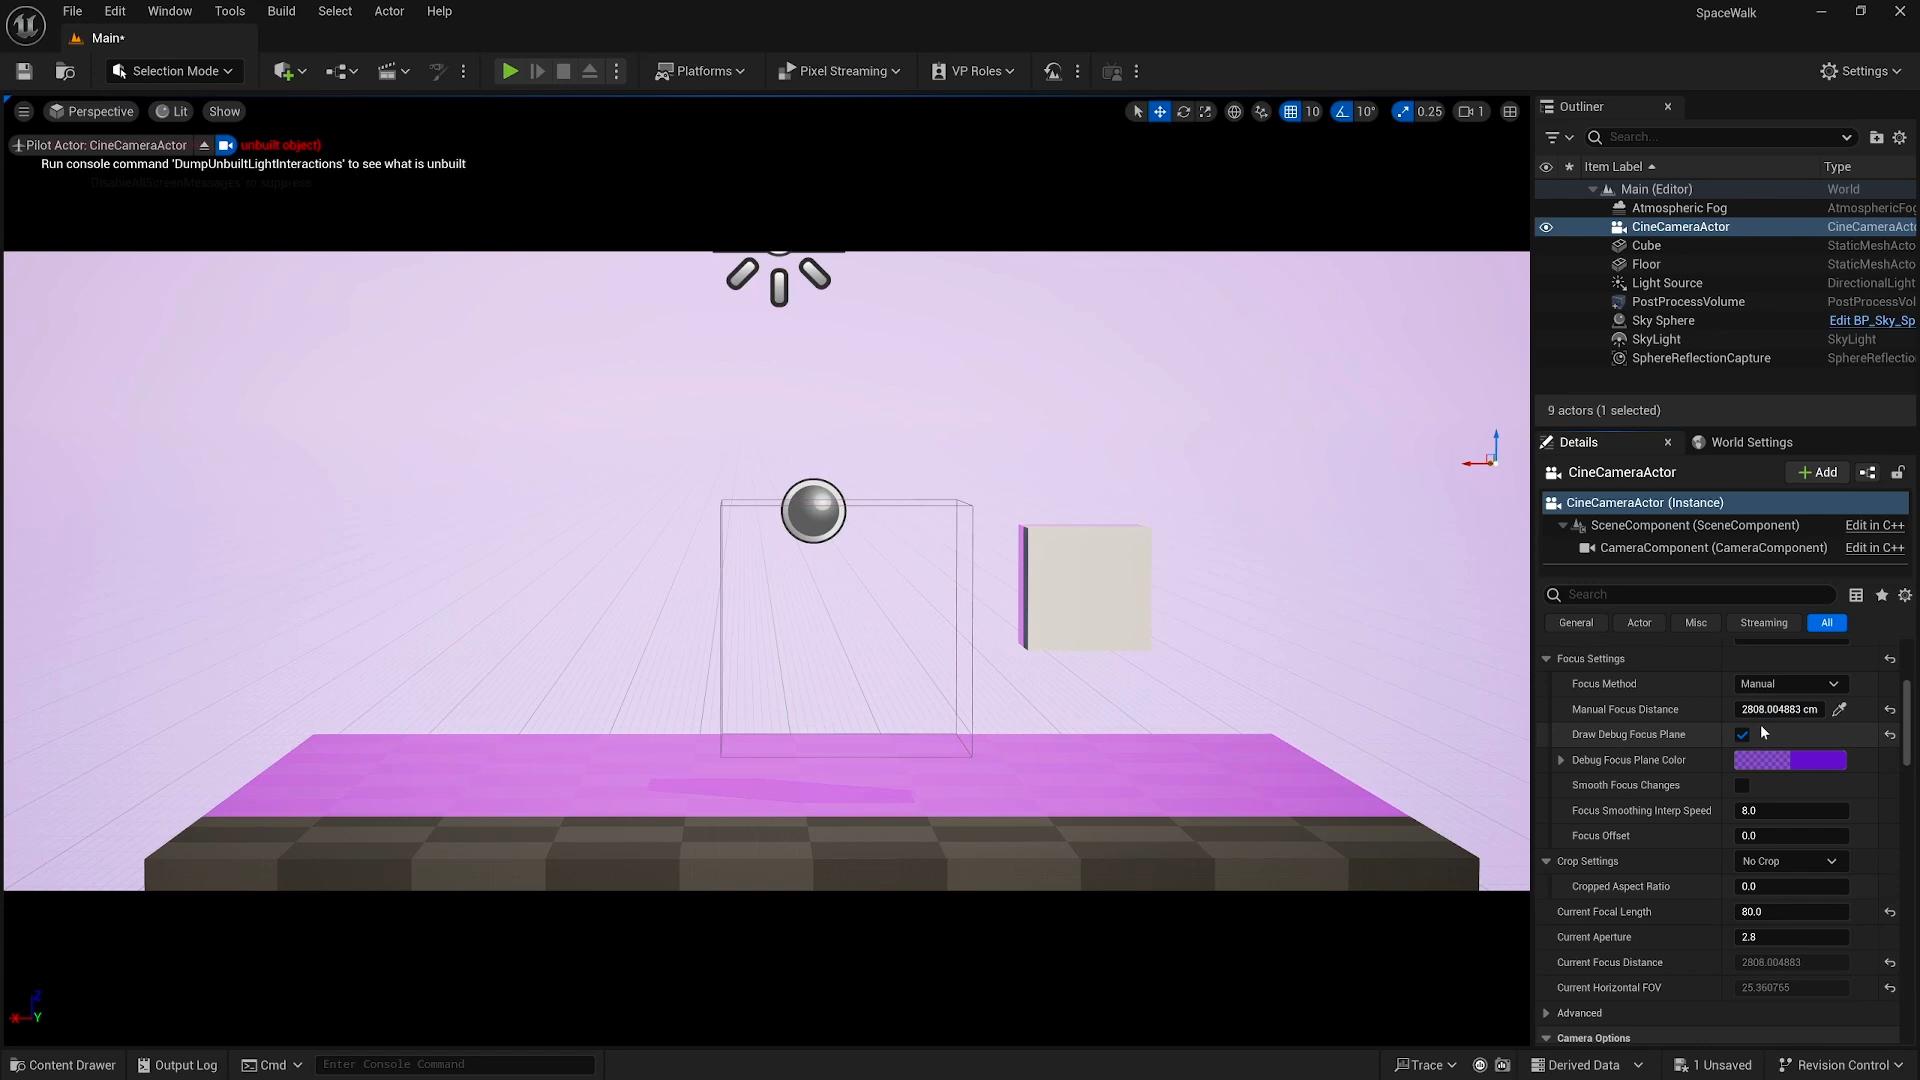 File Edit Window Tools Build Select Actor Help
SpaceWalk
Main*
Selection Mode
Platforms
Pixel Streaming
VP Roles
Settings
Perspective Lit Show
10 10° 0.25 1
Pilot Actor: CineCameraActor
unbuilt object)
Run console command 'DumpUnbuiltLightInteractions' to see what is unbuilt
'DisableAllScreenMessages' to suppress
Z
X Y
Outliner
Search...
Item Label Type
Main (Editor) World
Atmospheric Fog AtmosphericFog
CineCameraActor CineCameraActo
Cube StaticMeshActo
Floor StaticMeshActo
Light Source DirectionalLight
PostProcessVolume PostProcessVol
Sky Sphere Edit BP_Sky_Sp
SkyLight SkyLight
SphereReflectionCapture SphereReflectio
9 actors (1 selected)
Details
World Settings
CineCameraActor
Add
CineCameraActor (Instance)
SceneComponent (SceneComponent) Edit in C++
CameraComponent (CameraComponent) Edit in C++
Search
General Actor Misc Streaming All
Focus Settings
Focus Method Manual
Manual Focus Distance 2808.004883 cm
Draw Debug Focus Plane
Debug Focus Plane Color
Smooth Focus Changes
Focus Smoothing Interp Speed 8.0
Focus Offset 0.0
Crop Settings No Crop
Cropped Aspect Ratio 0.0
Current Focal Length 80.0
Current Aperture 2.8
Current Focus Distance 2808.004883
Current Horizontal FOV 25.360765
Advanced
Camera Options
Content Drawer
Output Log
Cmd
Enter Console Command
Trace
Derived Data
1 Unsaved
Revision Control